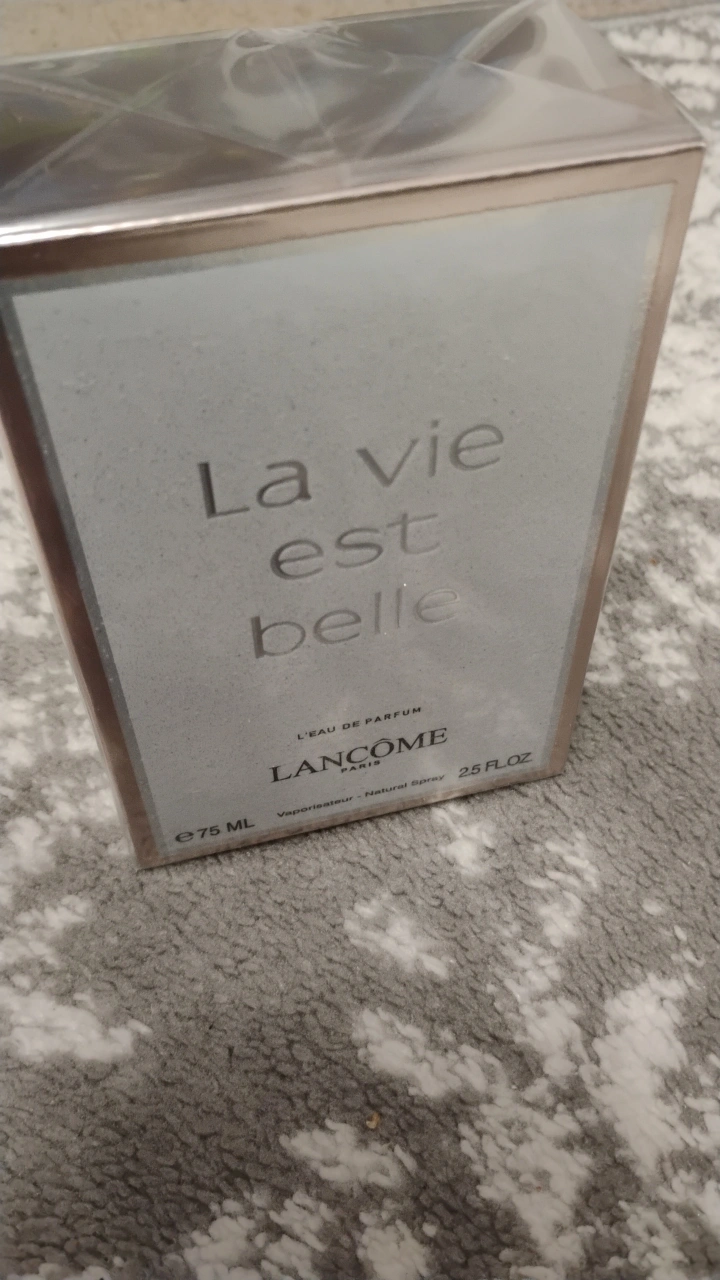 La vie
est
belle
L'EAU DE PARFUM
LANCÔME
PARIS
Vaporisateur - Natural Spray
℮75 ML 2.5 FL.OZ